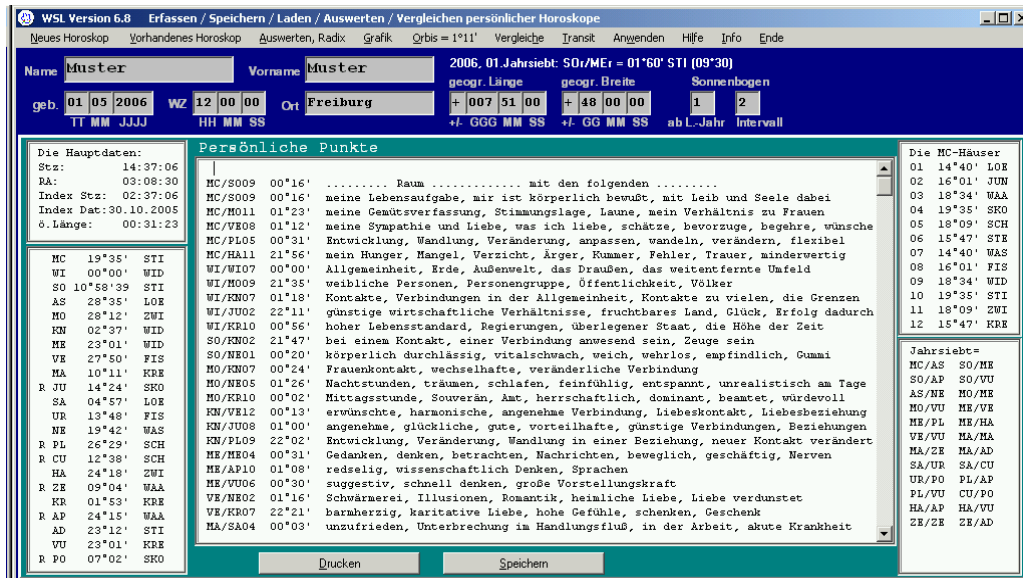 WSL Version 6.8 Erfassen / Speichern / Laden / Auswerten / Vergleichen persönlicher Horoskope
Neues Horoskop Vorhandenes Horoskop Auswerten, Radix Grafik Orbis = 1°11' Vergleiche Transit Anwenden Hilfe Info Ende
Name Muster Vorname Muster
2006, 01.Jahrsiebt: SOr/MEr = 01°60' STI (09°30)
geogr. Länge geogr. Breite Sonnenbogen
geb. 01 05 2006 WZ 12 00 00 Ort Freiburg + 007 51 00 + 48 00 00 1 2
TT MM JJJJ HH MM SS +/- GGG MM SS +/- GG MM SS ab L.-Jahr Intervall
Die Hauptdaten:
Stz: 14:37:06
RA: 03:08:30
Index Stz: 02:37:06
Index Dat:30.10.2005
ö.Länge: 00:31:23
MC 19°35' STI
WI 00°00' WID
SO 10°58'39 STI
AS 28°35' LOE
MO 28°12' ZWI
KN 02°37' WID
ME 23°01' WID
VE 27°50' FIS
MA 10°11' KRE
R JU 14°24' SKO
SA 04°57' LOE
UR 13°48' FIS
NE 19°42' WAS
R PL 26°29' SCH
R CU 12°38' SCH
HA 24°18' ZWI
R ZE 09°04' WAA
KR 01°53' KRE
R AP 24°15' WAA
AD 23°12' STI
VU 23°01' KRE
R PO 07°02' SKO
Persönliche Punkte
MC/SO09 00°16' ......... Raum ............. mit den folgenden .........
MC/SO09 00°16' meine Lebensaufgabe, mir ist körperlich bewußt, mit Leib und Seele dabei
MC/MO11 01°23' meine Gemütsverfassung, Stimmungslage, Laune, mein Verhältnis zu Frauen
MC/VE08 01°12' meine Sympathie und Liebe, was ich liebe, schätze, bevorzuge, begehre, wünsche
MC/PL05 00°31' Entwicklung, Wandlung, Veränderung, anpassen, wandeln, verändern, flexibel
MC/HA11 21°56' mein Hunger, Mangel, Verzicht, Ärger, Kummer, Fehler, Trauer, minderwertig
WI/WI07 00°00' Allgemeinheit, Erde, Außenwelt, das Draußen, das weitentfernte Umfeld
WI/MO09 21°35' weibliche Personen, Personengruppe, Öffentlichkeit, Völker
WI/KN07 01°18' Kontakte, Verbindungen in der Allgemeinheit, Kontakte zu vielen, die Grenzen
WI/JU02 22°11' günstige wirtschaftliche Verhältnisse, fruchtbares Land, Glück, Erfolg dadurch
WI/KR10 00°56' hoher Lebensstandard, Regierungen, überlegener Staat, die Höhe der Zeit
SO/KN02 21°47' bei einem Kontakt, einer Verbindung anwesend sein, Zeuge sein
SO/NE01 00°20' körperlich durchlässig, vitalschwach, weich, wehrlos, empfindlich, Gummi
MO/KN07 00°24' Frauenkontakt, wechselhafte, veränderliche Verbindung
MO/NE05 01°26' Nachtstunden, träumen, schlafen, feinfühlig, entspannt, unrealistisch am Tage
MO/KR10 00°02' Mittagsstunde, Souverän, Amt, herrschaftlich, dominant, beamtet, würdevoll
KN/VE12 00°13' erwünschte, harmonische, angenehme Verbindung, Liebeskontakt, Liebesbeziehung
KN/JU08 01°00' angenehme, glückliche, gute, vorteilhafte, günstige Verbindungen, Beziehungen
KN/PL09 22°02' Entwicklung, Veränderung, Wandlung in einer Beziehung, neuer Kontakt verändert
ME/ME04 00°31' Gedanken, denken, betrachten, Nachrichten, beweglich, geschäftig, Nerven
ME/AP10 01°08' redselig, wissenschaftlich Denken, Sprachen
ME/VU06 00°30' suggestiv, schnell denken, große Vorstellungskraft
VE/NE02 01°16' Schwärmerei, Illusionen, Romantik, heimliche Liebe, Liebe verdunstet
VE/KR07 22°21' barmherzig, karitative Liebe, hohe Gefühle, schenken, Geschenk
MA/SA04 00°03' unzufrieden, Unterbrechung im Handlungsfluß, in der Arbeit, akute Krankheit
Drucken Speichern
Die MC-Häuser
01 14°40' LOE
02 16°01' JUN
03 18°34' WAA
04 19°35' SKO
05 18°09' SCH
06 15°47' STE
07 14°40' WAS
08 16°01' FIS
09 18°34' WID
10 19°35' STI
11 18°09' ZWI
12 15°47' KRE
Jahrsiebt=
MC/AS SO/ME
SO/AP SO/VU
AS/NE MO/ME
MO/VU ME/VE
ME/PL ME/HA
VE/VU MA/MA
MA/ZE MA/AD
SA/UR SA/CU
UR/PO PL/AP
PL/VU CU/PO
HA/AP HA/VU
ZE/ZE ZE/AD